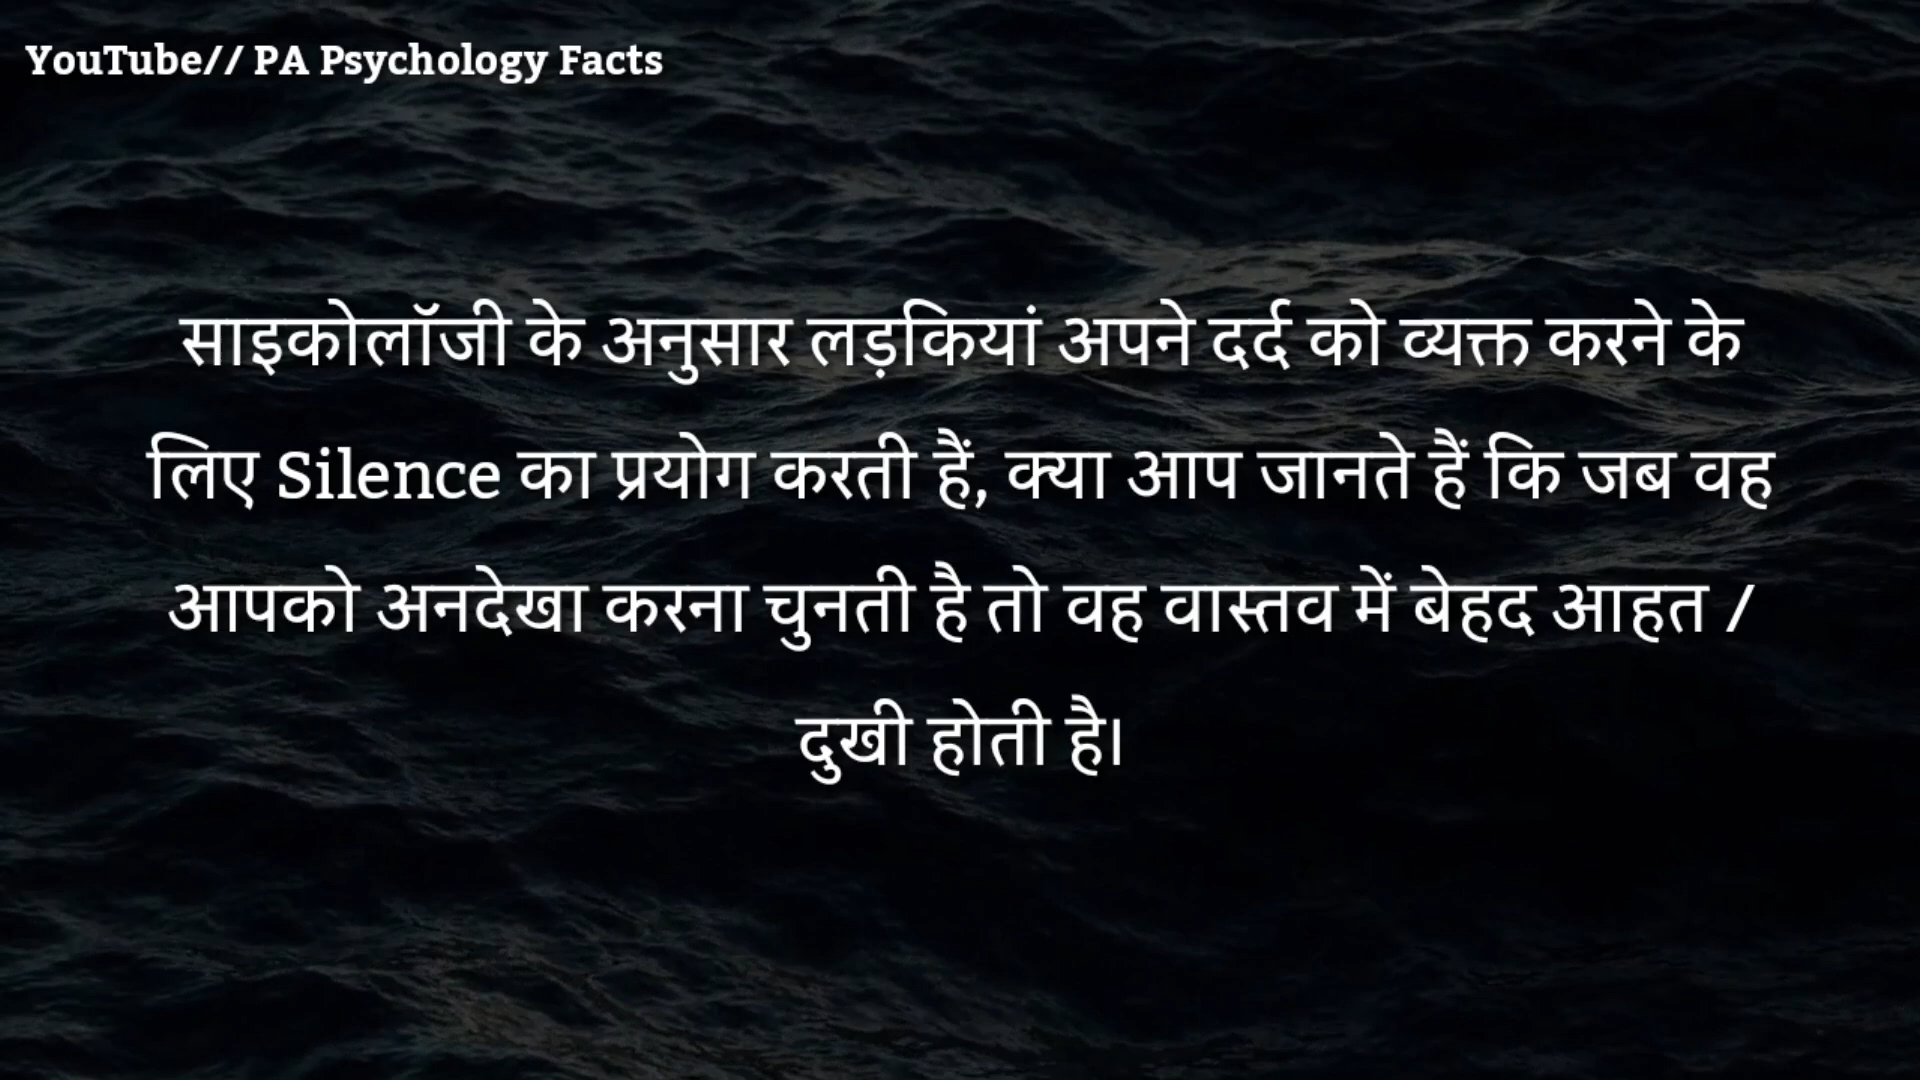 YouTube// PA Psychology Facts
साइकोलॉजी के अनुसार लड़कियां अपने दर्द को व्यक्त करने के
लिए Silence का प्रयोग करती हैं, क्या आप जानते हैं कि जब वह
आपको अनदेखा करना चुनती है तो वह वास्तव में बेहद आहत /
दुखी होती है।